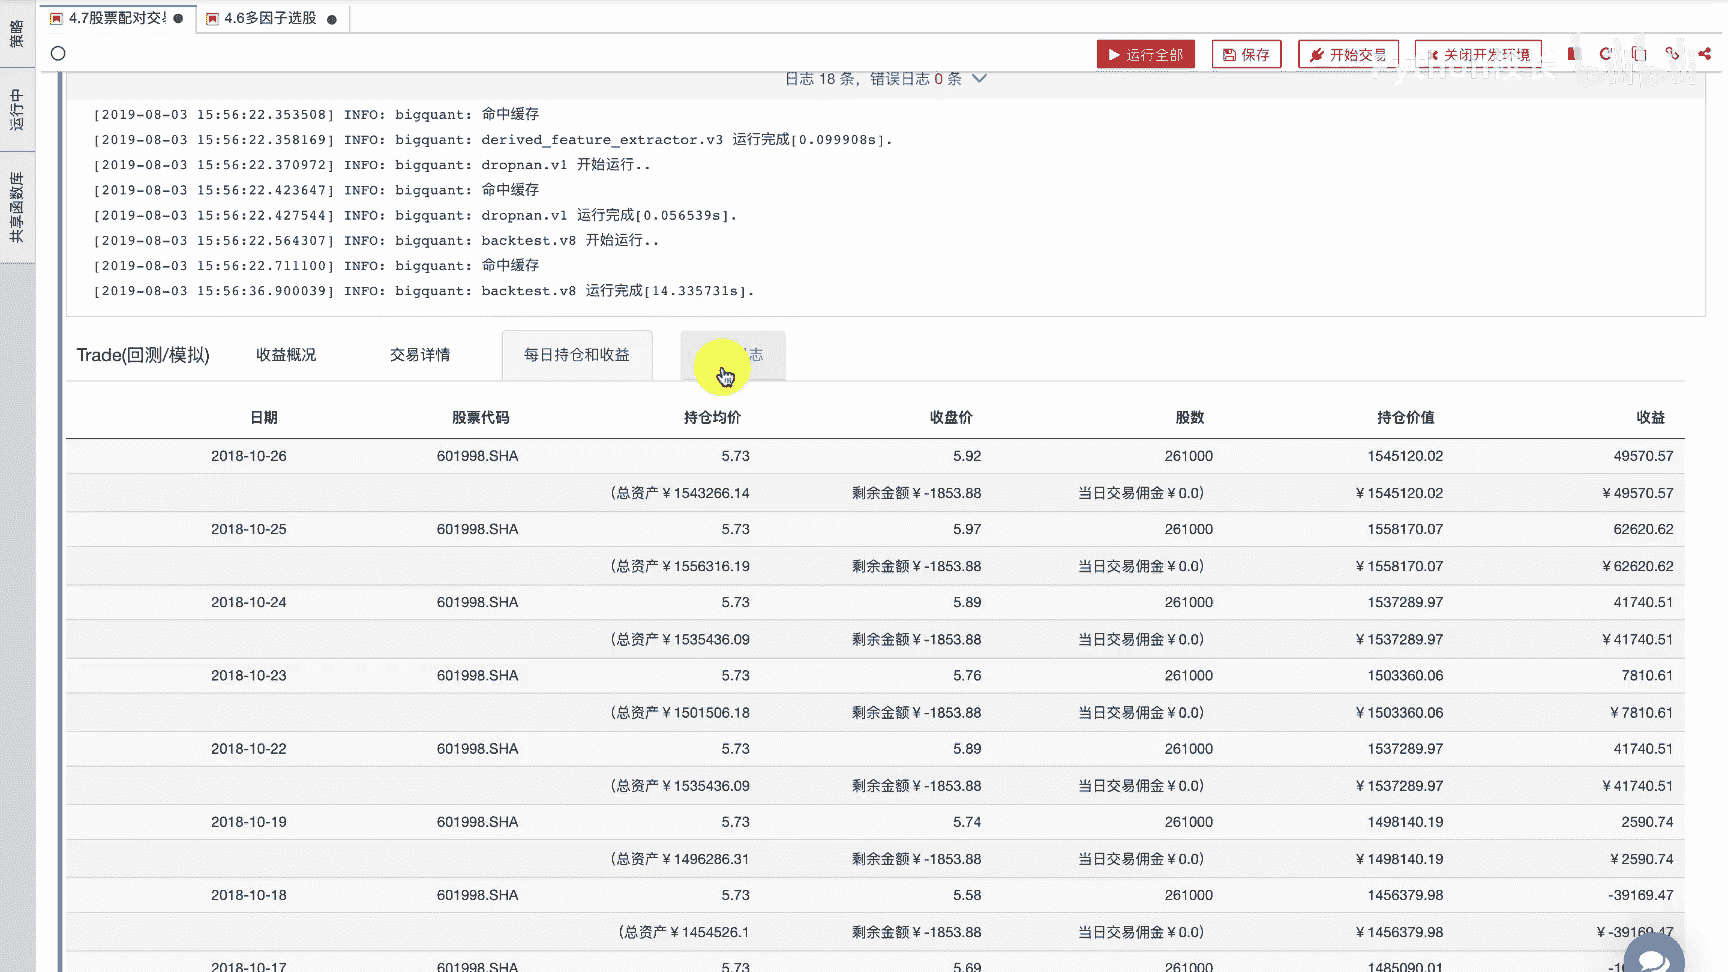 4.7股票配对交易
4.6多因子选股
策略
运行中
共享函数库
运行全部
保存
开始交易
关闭开发环境
日志 18 条，错误日志 0 条
[2019-08-03 15:56:22.353508] INFO: bigquant: 命中缓存
[2019-08-03 15:56:22.358169] INFO: bigquant: derived_feature_extractor.v3 运行完成[0.099908s].
[2019-08-03 15:56:22.370972] INFO: bigquant: dropnan.v1 开始运行..
[2019-08-03 15:56:22.423647] INFO: bigquant: 命中缓存
[2019-08-03 15:56:22.427544] INFO: bigquant: dropnan.v1 运行完成[0.056539s].
[2019-08-03 15:56:22.564307] INFO: bigquant: backtest.v8 开始运行..
[2019-08-03 15:56:22.711100] INFO: bigquant: 命中缓存
[2019-08-03 15:56:36.900039] INFO: bigquant: backtest.v8 运行完成[14.335731s].
Trade(回测/模拟) 收益概况 交易详情 每日持仓和收益 志
日期 股票代码 持仓均价 收盘价 股数 持仓价值 收益
2018-10-26 601998.SHA 5.73 5.92 261000 1545120.02 49570.57
(总资产￥1543266.14 剩余金额￥-1853.88 当日交易佣金￥0.0) ￥1545120.02 ￥49570.57
2018-10-25 601998.SHA 5.73 5.97 261000 1558170.07 62620.62
(总资产￥1556316.19 剩余金额￥-1853.88 当日交易佣金￥0.0) ￥1558170.07 ￥62620.62
2018-10-24 601998.SHA 5.73 5.89 261000 1537289.97 41740.51
(总资产￥1535436.09 剩余金额￥-1853.88 当日交易佣金￥0.0) ￥1537289.97 ￥41740.51
2018-10-23 601998.SHA 5.73 5.76 261000 1503360.06 7810.61
(总资产￥1501506.18 剩余金额￥-1853.88 当日交易佣金￥0.0) ￥1503360.06 ￥7810.61
2018-10-22 601998.SHA 5.73 5.89 261000 1537289.97 41740.51
(总资产￥1535436.09 剩余金额￥-1853.88 当日交易佣金￥0.0) ￥1537289.97 ￥41740.51
2018-10-19 601998.SHA 5.73 5.74 261000 1498140.19 2590.74
(总资产￥1496286.31 剩余金额￥-1853.88 当日交易佣金￥0.0) ￥1498140.19 ￥2590.74
2018-10-18 601998.SHA 5.73 5.58 261000 1456379.98 -39169.47
(总资产￥1454526.1 剩余金额￥-1853.88 当日交易佣金￥0.0) ￥1456379.98 ￥-39169.47
2018-10-17 601998.SHA 5.73 5.69 261000 1485090.01